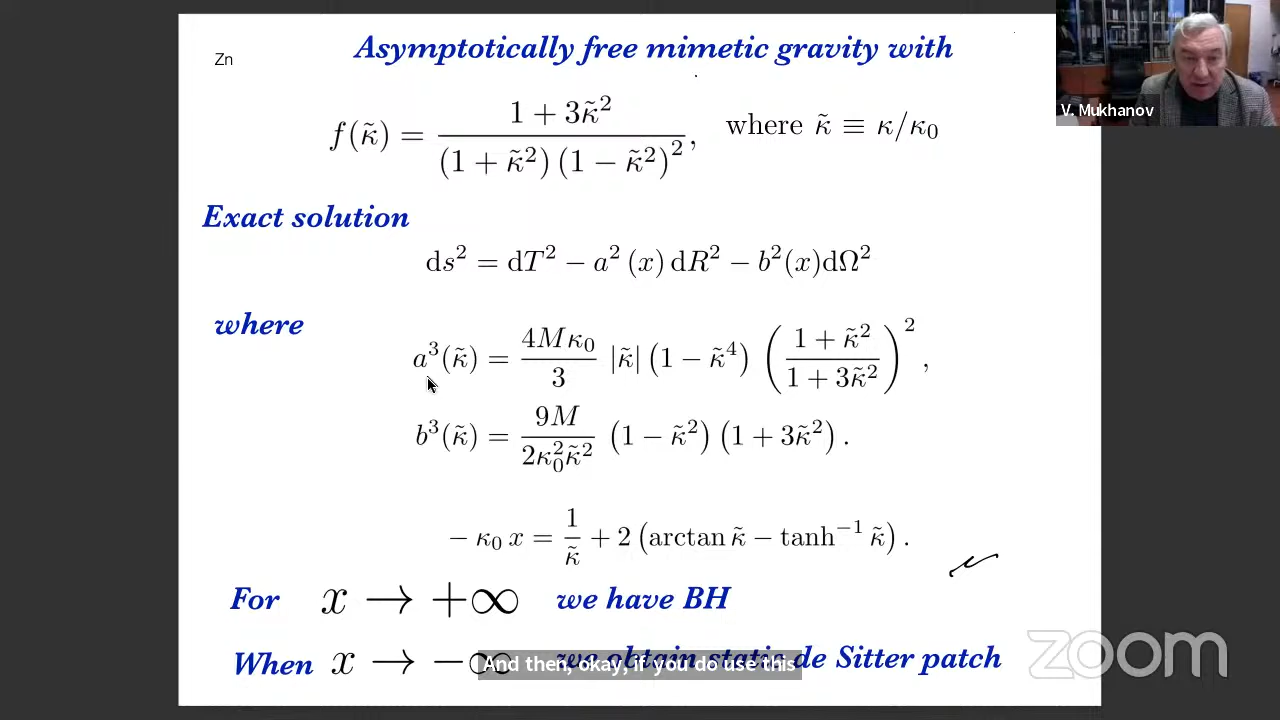 Asymptotically free mimetic gravity with
Zn
f(κ̃) = (1 + 3κ̃²) / ((1 + κ̃²)(1 − κ̃²)²), where κ̃ ≡ κ/κ₀
V. Mukhanov
Exact solution
ds² = dT² − a²(x) dR² − b²(x)dΩ²
where
a³(κ̃) = (4Mκ₀ / 3) |κ̃| (1 − κ̃⁴) ((1 + κ̃²) / (1 + 3κ̃²))²,
b³(κ̃) = (9M / 2κ₀²κ̃²) (1 − κ̃²)(1 + 3κ̃²).
− κ₀ x = 1/κ̃ + 2 (arctan κ̃ − tanh⁻¹ κ̃).
For x → +∞ we have BH
When x → −∞ we obtain static de Sitter patch
And then, okay, if you do use this
zoom